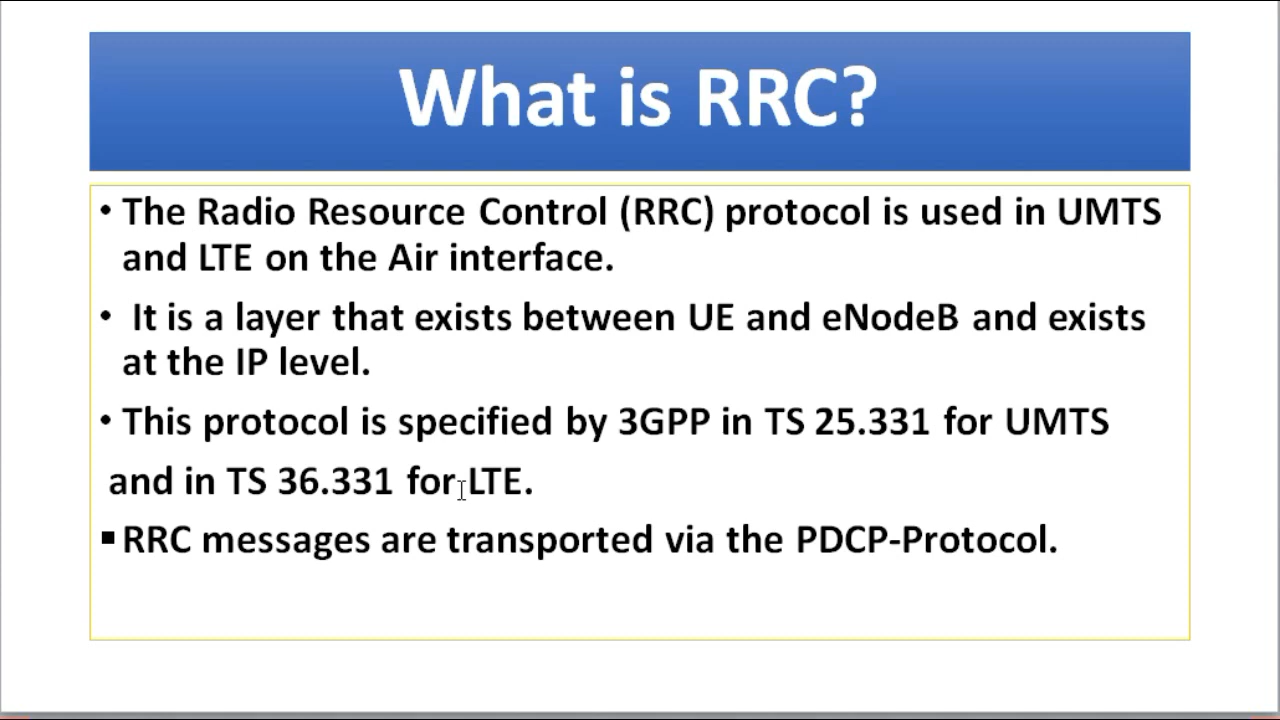 What is RRC?
• The Radio Resource Control (RRC) protocol is used in UMTS
and LTE on the Air interface.
• It is a layer that exists between UE and eNodeB and exists
at the IP level.
• This protocol is specified by 3GPP in TS 25.331 for UMTS
and in TS 36.331 for LTE.
▪ RRC messages are transported via the PDCP-Protocol.